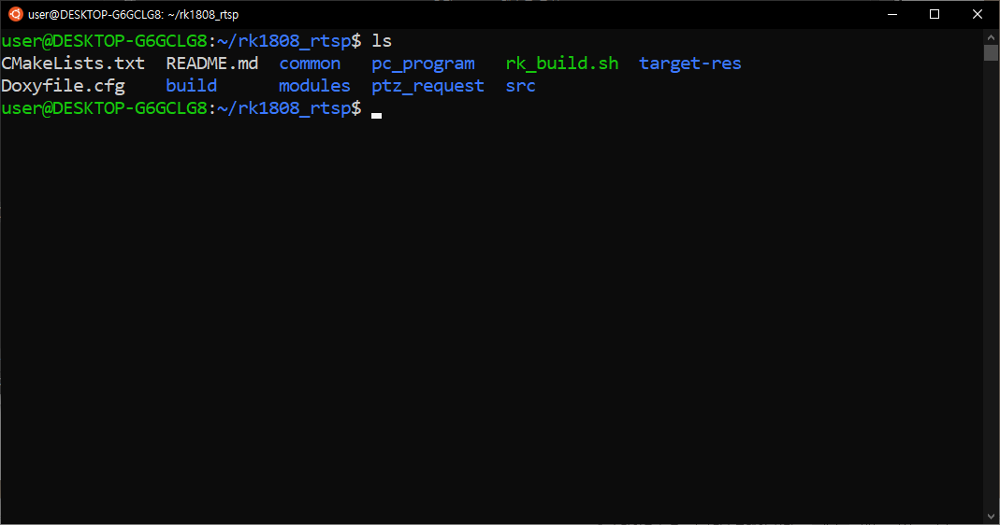 user@DESKTOP-G6GCLG8: ~/rk1808_rtsp
user@DESKTOP-G6GCLG8:~/rk1808_rtsp$ ls
CMakeLists.txt  README.md  common   pc_program   rk_build.sh  target-res
Doxyfile.cfg    build      modules  ptz_request  src
user@DESKTOP-G6GCLG8:~/rk1808_rtsp$